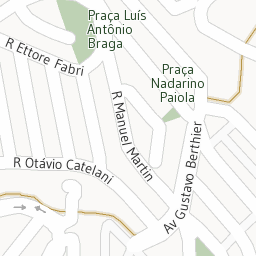 Praça Luís
Antônio
Braga
R Ettore Fabri
Praça
Nadarino
Paiola
R Manuel Martin
Av Gustavo Berthier
R Otávio Catelani